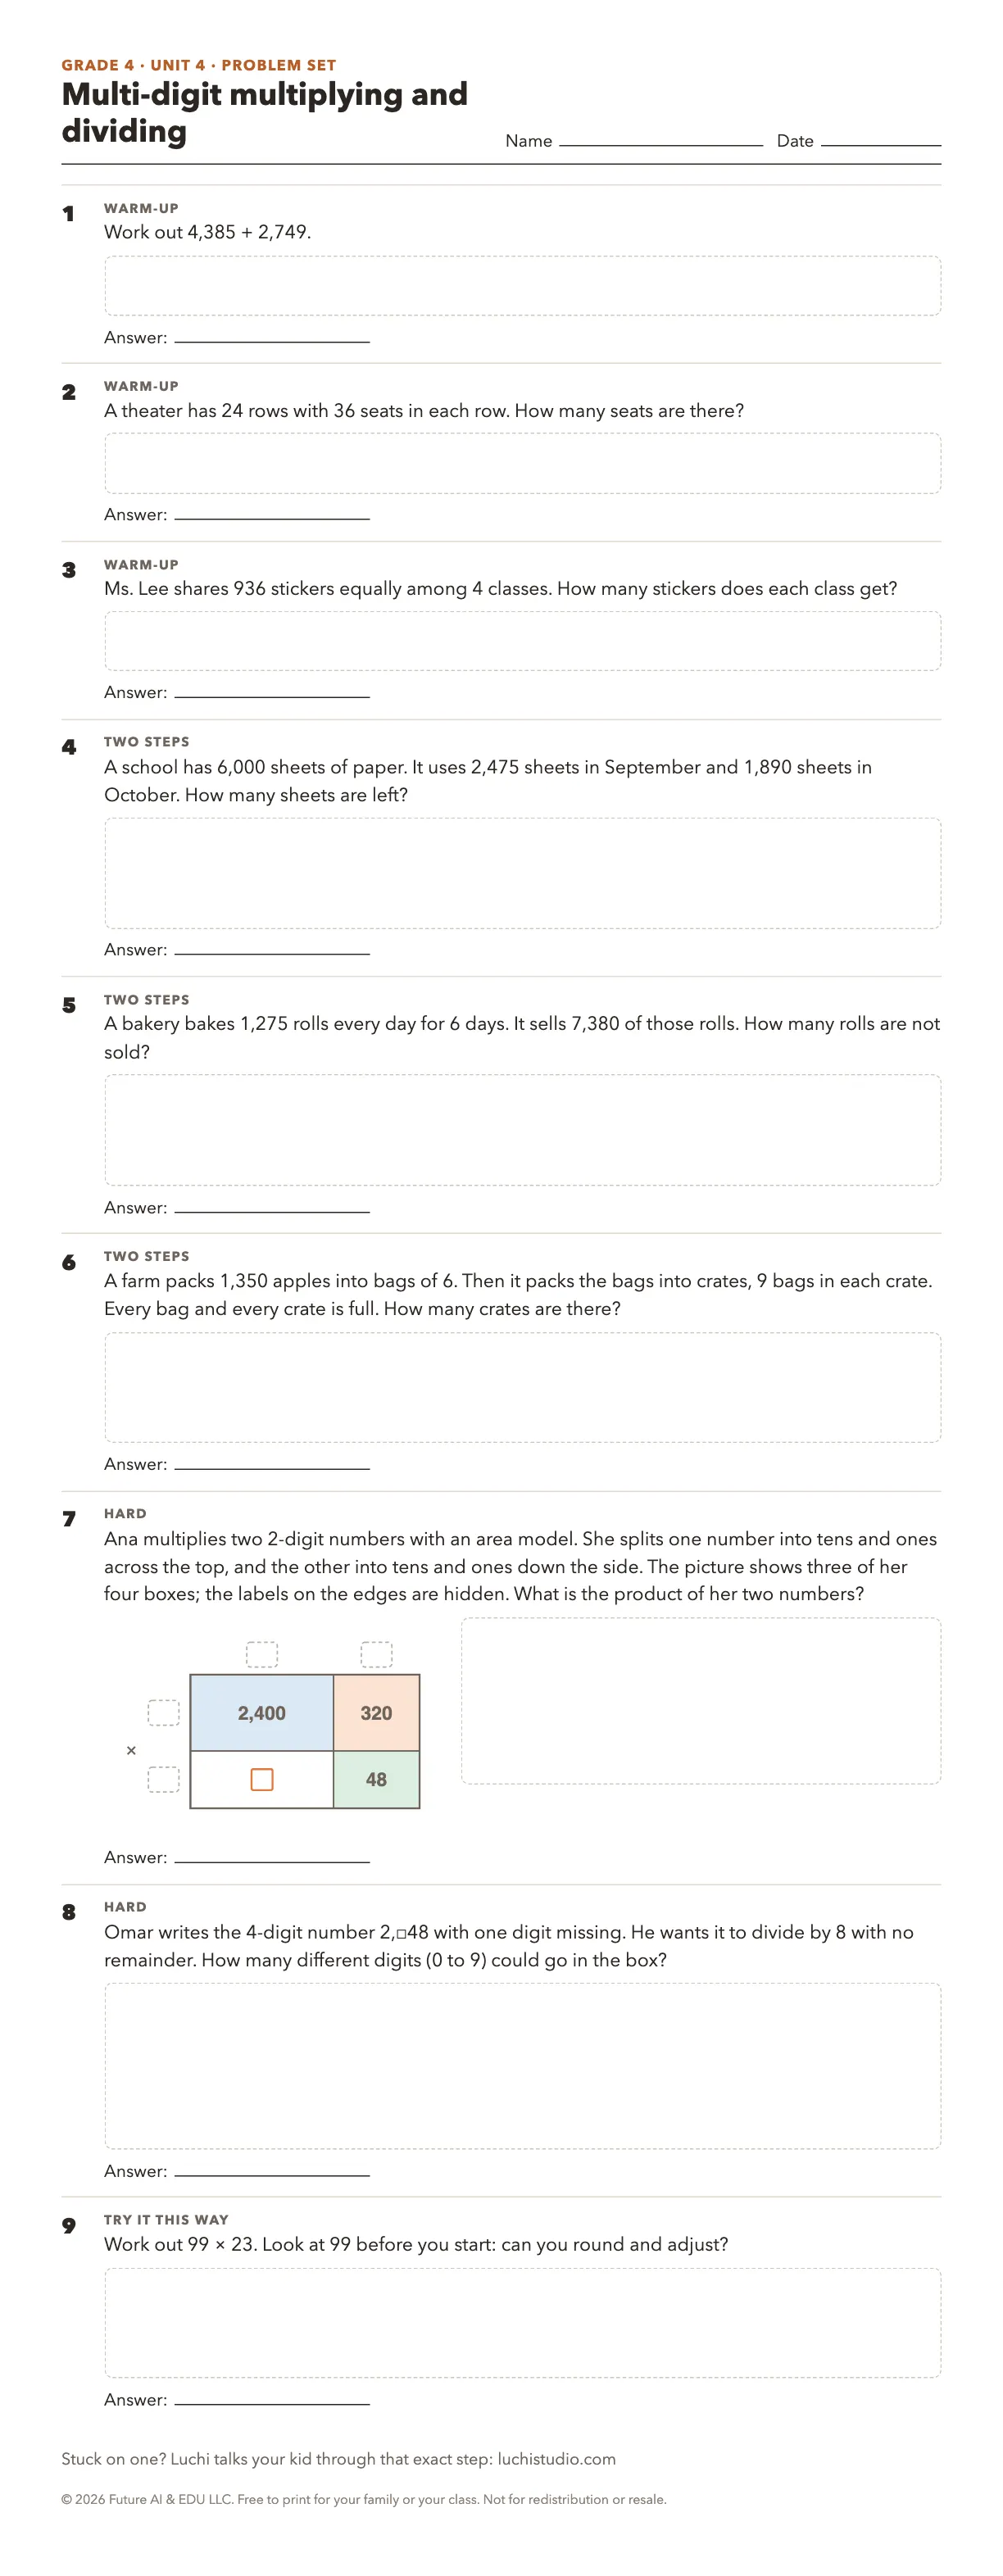 GRADE 4 · UNIT 4 · PROBLEM SET
Multi-digit multiplying and
dividing
Name
Date
1
WARM-UP
Work out 4,385 + 2,749.
Answer:
2
WARM-UP
A theater has 24 rows with 36 seats in each row. How many seats are there?
Answer:
3
WARM-UP
Ms. Lee shares 936 stickers equally among 4 classes. How many stickers does each class get?
Answer:
4
TWO STEPS
A school has 6,000 sheets of paper. It uses 2,475 sheets in September and 1,890 sheets in
October. How many sheets are left?
Answer:
5
TWO STEPS
A bakery bakes 1,275 rolls every day for 6 days. It sells 7,380 of those rolls. How many rolls are not
sold?
Answer:
6
TWO STEPS
A farm packs 1,350 apples into bags of 6. Then it packs the bags into crates, 9 bags in each crate.
Every bag and every crate is full. How many crates are there?
Answer:
7
HARD
Ana multiplies two 2-digit numbers with an area model. She splits one number into tens and ones
across the top, and the other into tens and ones down the side. The picture shows three of her
four boxes; the labels on the edges are hidden. What is the product of her two numbers?
2,400
320
×
48
Answer:
8
HARD
Omar writes the 4-digit number 2,□48 with one digit missing. He wants it to divide by 8 with no
remainder. How many different digits (0 to 9) could go in the box?
Answer:
9
TRY IT THIS WAY
Work out 99 × 23. Look at 99 before you start: can you round and adjust?
Answer:
Stuck on one? Luchi talks your kid through that exact step: luchistudio.com
© 2026 Future AI & EDU LLC. Free to print for your family or your class. Not for redistribution or resale.